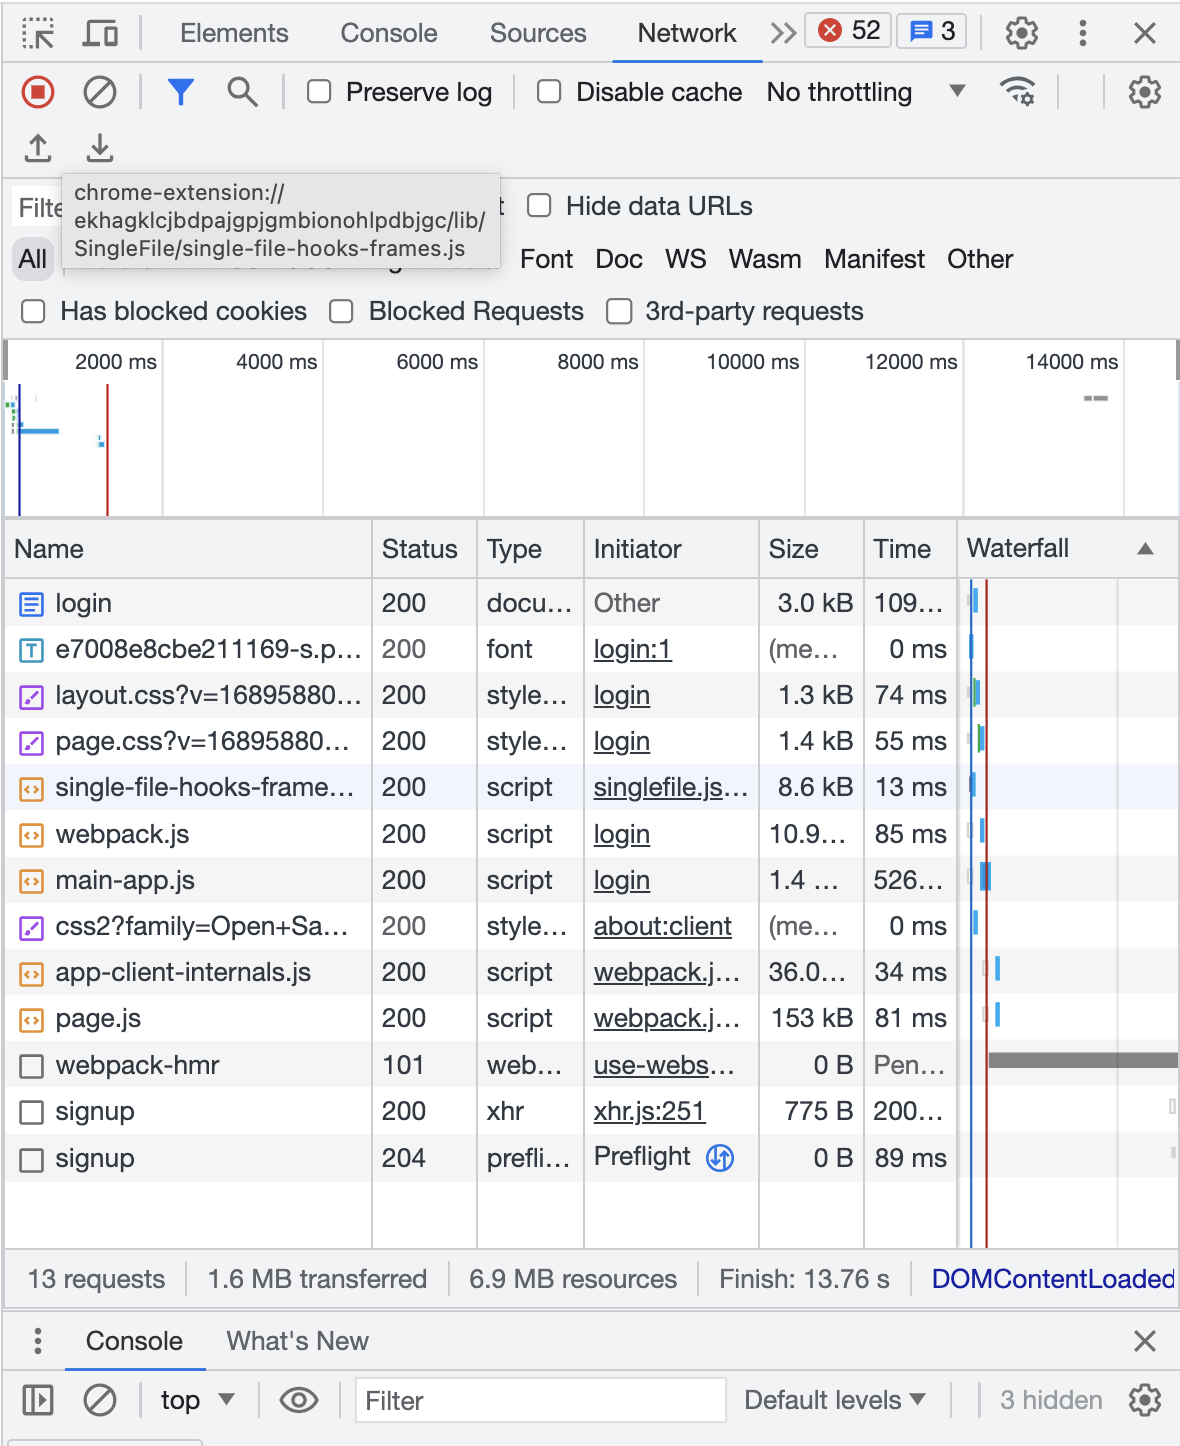 Elements Console Sources Network 52 3
Preserve log Disable cache No throttling
chrome-extension://
ekhagklcjbdpajgpjgmbionohlpdbjgc/lib/
SingleFile/single-file-hooks-frames.js
Filte Hide data URLs
All Font Doc WS Wasm Manifest Other
Has blocked cookies Blocked Requests 3rd-party requests
2000 ms 4000 ms 6000 ms 8000 ms 10000 ms 12000 ms 14000 ms
Name Status Type Initiator Size Time Waterfall
login 200 docu... Other 3.0 kB 109...
e7008e8cbe211169-s.p... 200 font login:1 (me... 0 ms
layout.css?v=16895880... 200 style... login 1.3 kB 74 ms
page.css?v=16895880... 200 style... login 1.4 kB 55 ms
single-file-hooks-frame... 200 script singlefile.js... 8.6 kB 13 ms
webpack.js 200 script login 10.9... 85 ms
main-app.js 200 script login 1.4 ... 526...
css2?family=Open+Sa... 200 style... about:client (me... 0 ms
app-client-internals.js 200 script webpack.j... 36.0... 34 ms
page.js 200 script webpack.j... 153 kB 81 ms
webpack-hmr 101 web... use-webs... 0 B Pen...
signup 200 xhr xhr.js:251 775 B 200...
signup 204 prefli... Preflight 0 B 89 ms
13 requests 1.6 MB transferred 6.9 MB resources Finish: 13.76 s DOMContentLoaded
Console What's New
top Filter Default levels 3 hidden